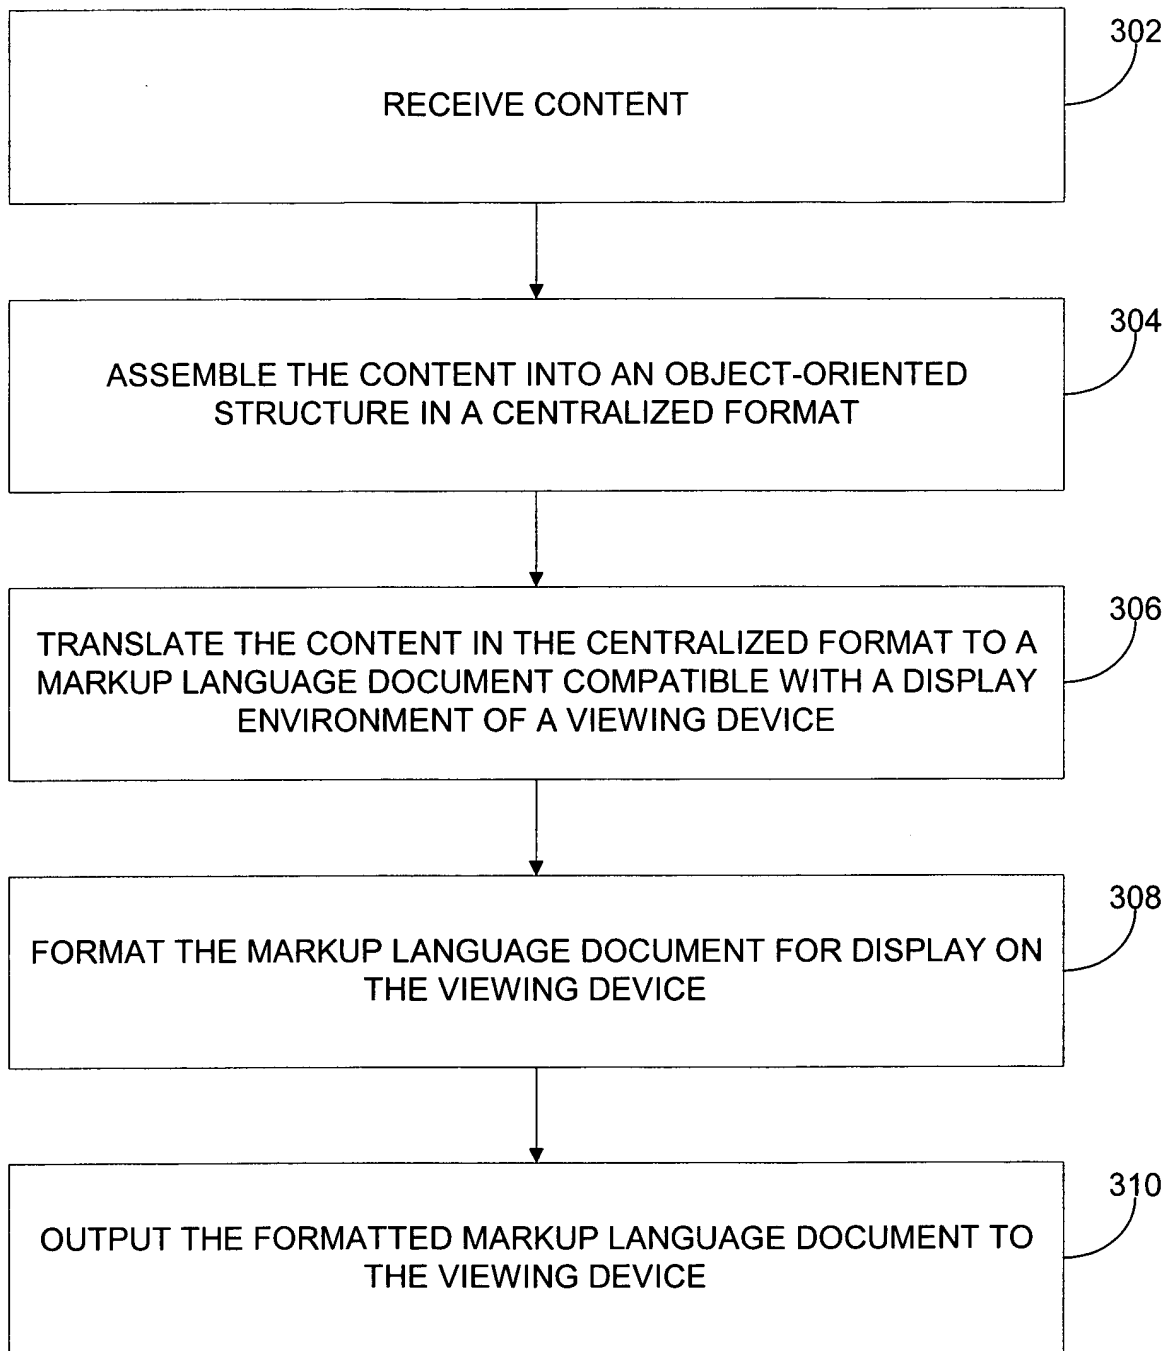 302
RECEIVE CONTENT
304
ASSEMBLE THE CONTENT INTO AN OBJECT-ORIENTED
STRUCTURE IN A CENTRALIZED FORMAT
306
TRANSLATE THE CONTENT IN THE CENTRALIZED FORMAT TO A
MARKUP LANGUAGE DOCUMENT COMPATIBLE WITH A DISPLAY
ENVIRONMENT OF A VIEWING DEVICE
308
FORMAT THE MARKUP LANGUAGE DOCUMENT FOR DISPLAY ON
THE VIEWING DEVICE
310
OUTPUT THE FORMATTED MARKUP LANGUAGE DOCUMENT TO
THE VIEWING DEVICE